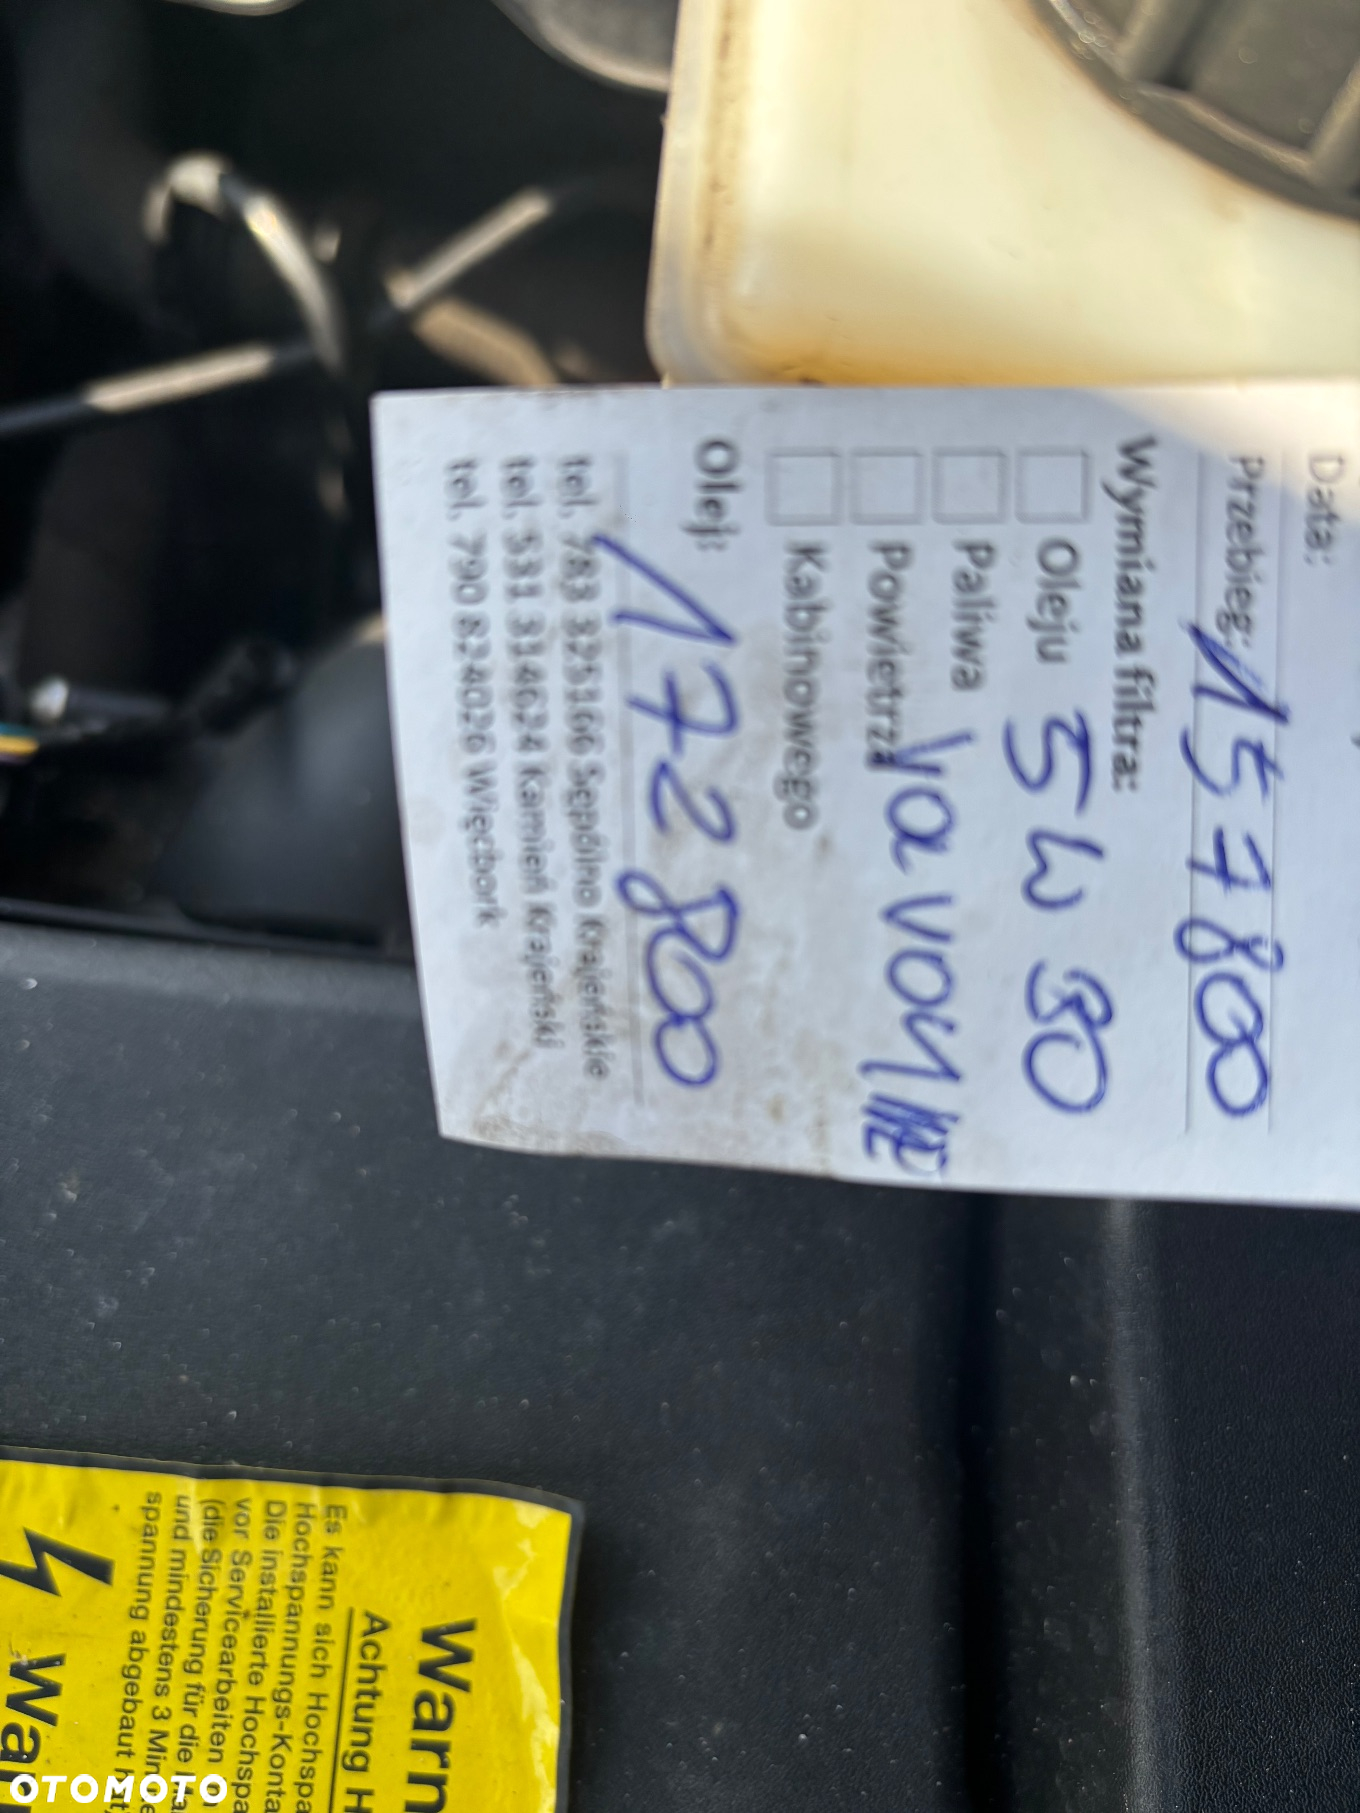 Data:
Przebieg: 157800
Wymiana filtra:
Oleju 5W30
Paliwa
Powietrza
Kabinowego
Olej:
172800
tel. 783 325166 Sępólno Krajeńskie
tel. 531 314624 Kamień Krajeński
tel. 790 824026 Więcbork
Warn
Achtung H
Es kann sich Hochspa
Hochspannungs-Konta
Die installierte Hochspa
vor Servicearbeiten
(die Sicherung für die
und mindestens 3 Min
spannung abgebaut hat
OTOMOTO